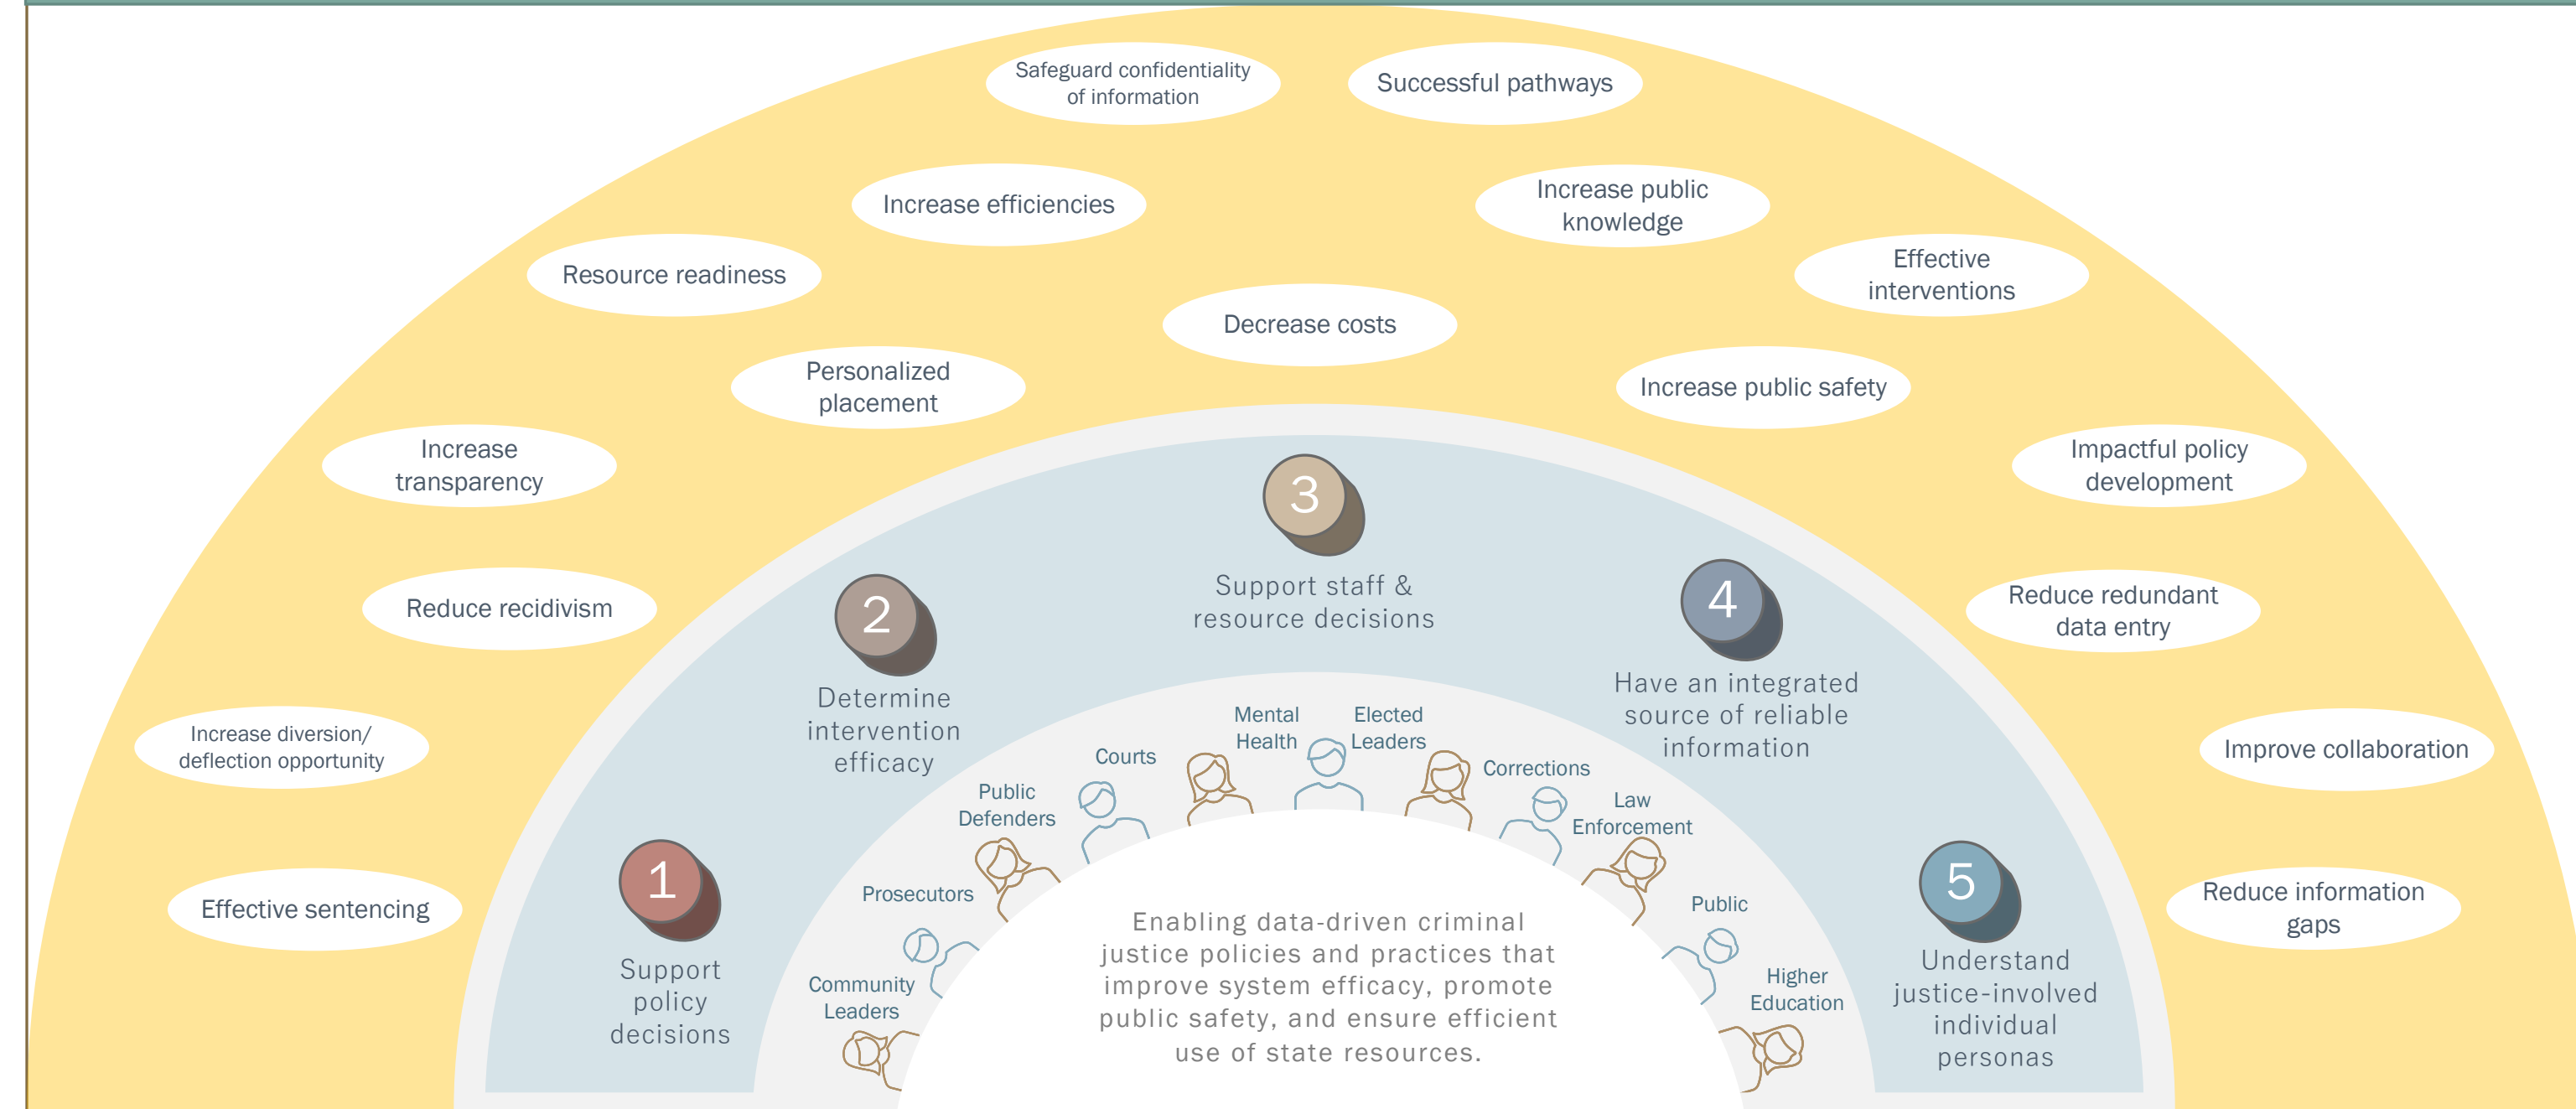 Safeguard confidentiality
of information
Successful pathways
Increase efficiencies
Increase public
knowledge
Resource readiness
Effective
interventions
Decrease costs
Personalized
placement
Increase public safety
Increase
transparency
Impactful policy
development
Reduce recidivism
Reduce redundant
data entry
Increase diversion/
deflection opportunity
Improve collaboration
Effective sentencing
Reduce information
gaps
1
Support
policy
decisions
2
Determine
intervention
efficacy
3
Support staff &
resource decisions
4
Have an integrated
source of reliable
information
5
Understand
justice-involved
individual
personas
Community
Leaders
Prosecutors
Public
Defenders
Courts
Mental
Health
Elected
Leaders
Corrections
Law
Enforcement
Public
Higher
Education
Enabling data-driven criminal
justice policies and practices that
improve system efficacy, promote
public safety, and ensure efficient
use of state resources.